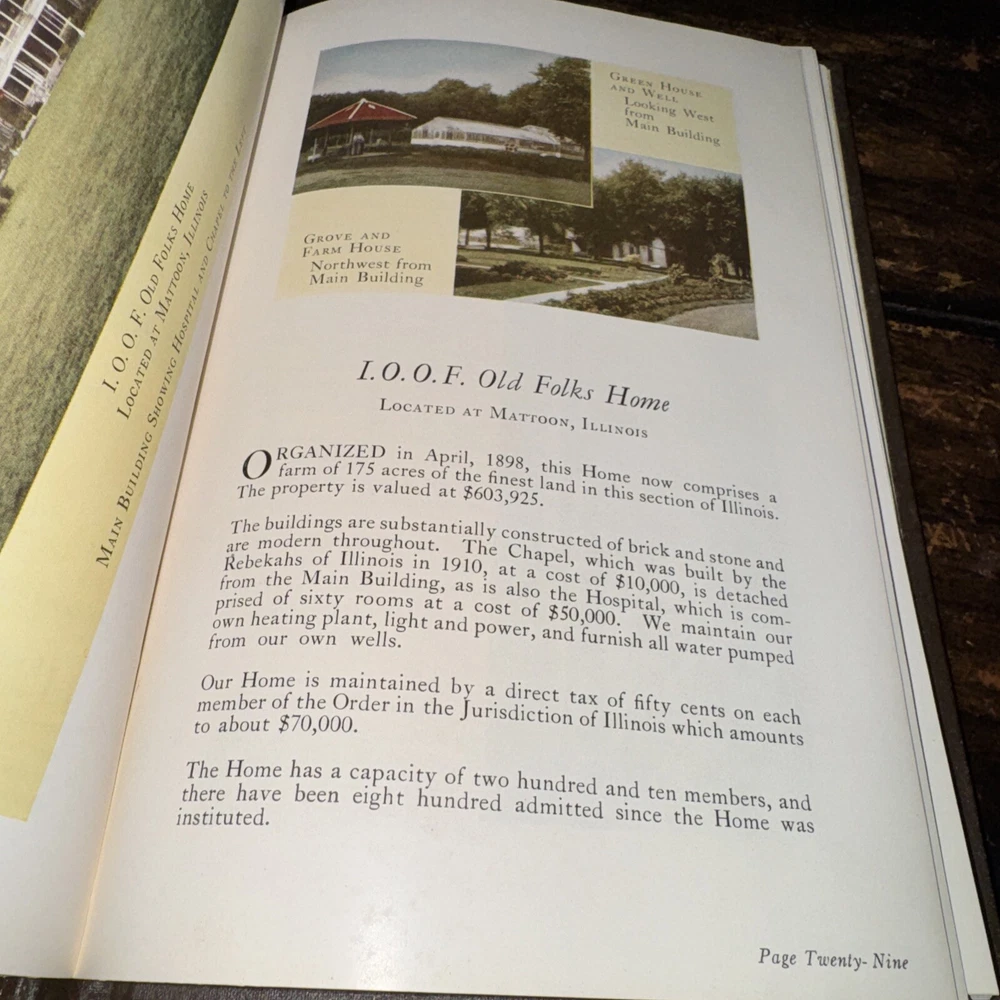 I. O. O. F. Old Folks Home
Located at Mattoon, Illinois
Main Building Showing Hospital and Chapel to the Left
Green House
and Well
Looking West
from
Main Building
Grove and
Farm House
Northwest from
Main Building
I. O. O. F. Old Folks Home
Located at Mattoon, Illinois
ORGANIZED in April, 1898, this Home now comprises a
farm of 175 acres of the finest land in this section of Illinois.
The property is valued at $603,925.
The buildings are substantially constructed of brick and stone and
are modern throughout. The Chapel, which was built by the
Rebekahs of Illinois in 1910, at a cost of $10,000, is detached
from the Main Building, as is also the Hospital, which is com-
prised of sixty rooms at a cost of $50,000. We maintain our
own heating plant, light and power, and furnish all water pumped
from our own wells.
Our Home is maintained by a direct tax of fifty cents on each
member of the Order in the Jurisdiction of Illinois which amounts
to about $70,000.
The Home has a capacity of two hundred and ten members, and
there have been eight hundred admitted since the Home was
instituted.
Page Twenty-Nine